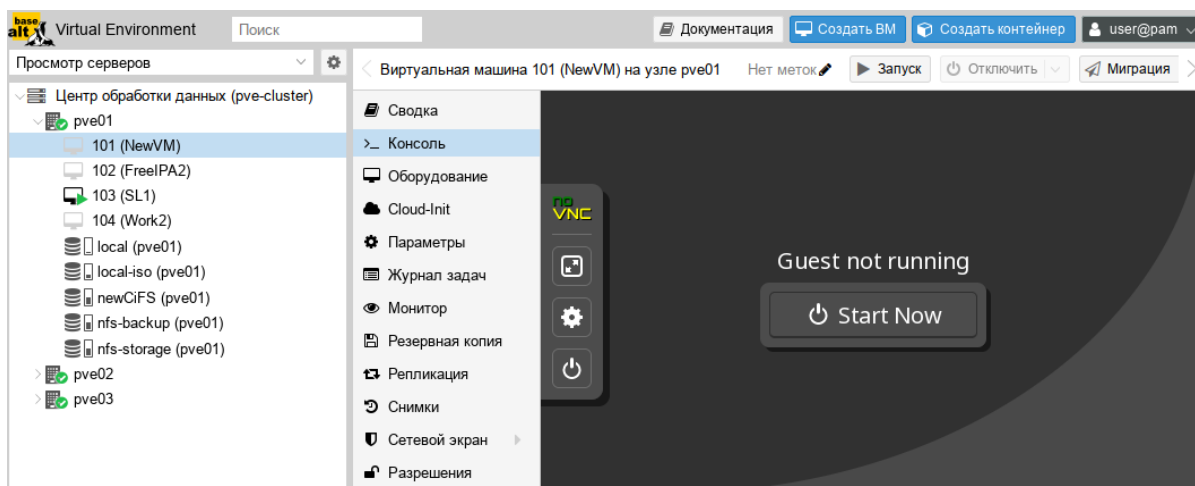 base
alt Virtual Environment Поиск Документация Создать ВМ Создать контейнер user@pam
Просмотр серверов
Центр обработки данных (pve-cluster)
pve01
101 (NewVM)
102 (FreeIPA2)
103 (SL1)
104 (Work2)
local (pve01)
local-iso (pve01)
newCiFS (pve01)
nfs-backup (pve01)
nfs-storage (pve01)
pve02
pve03
Виртуальная машина 101 (NewVM) на узле pve01 Нет меток Запуск Отключить Миграция
Сводка
Консоль
Оборудование
Cloud-Init
Параметры
Журнал задач
Монитор
Резервная копия
Репликация
Снимки
Сетевой экран
Разрешения
no
VNC
Guest not running
Start Now